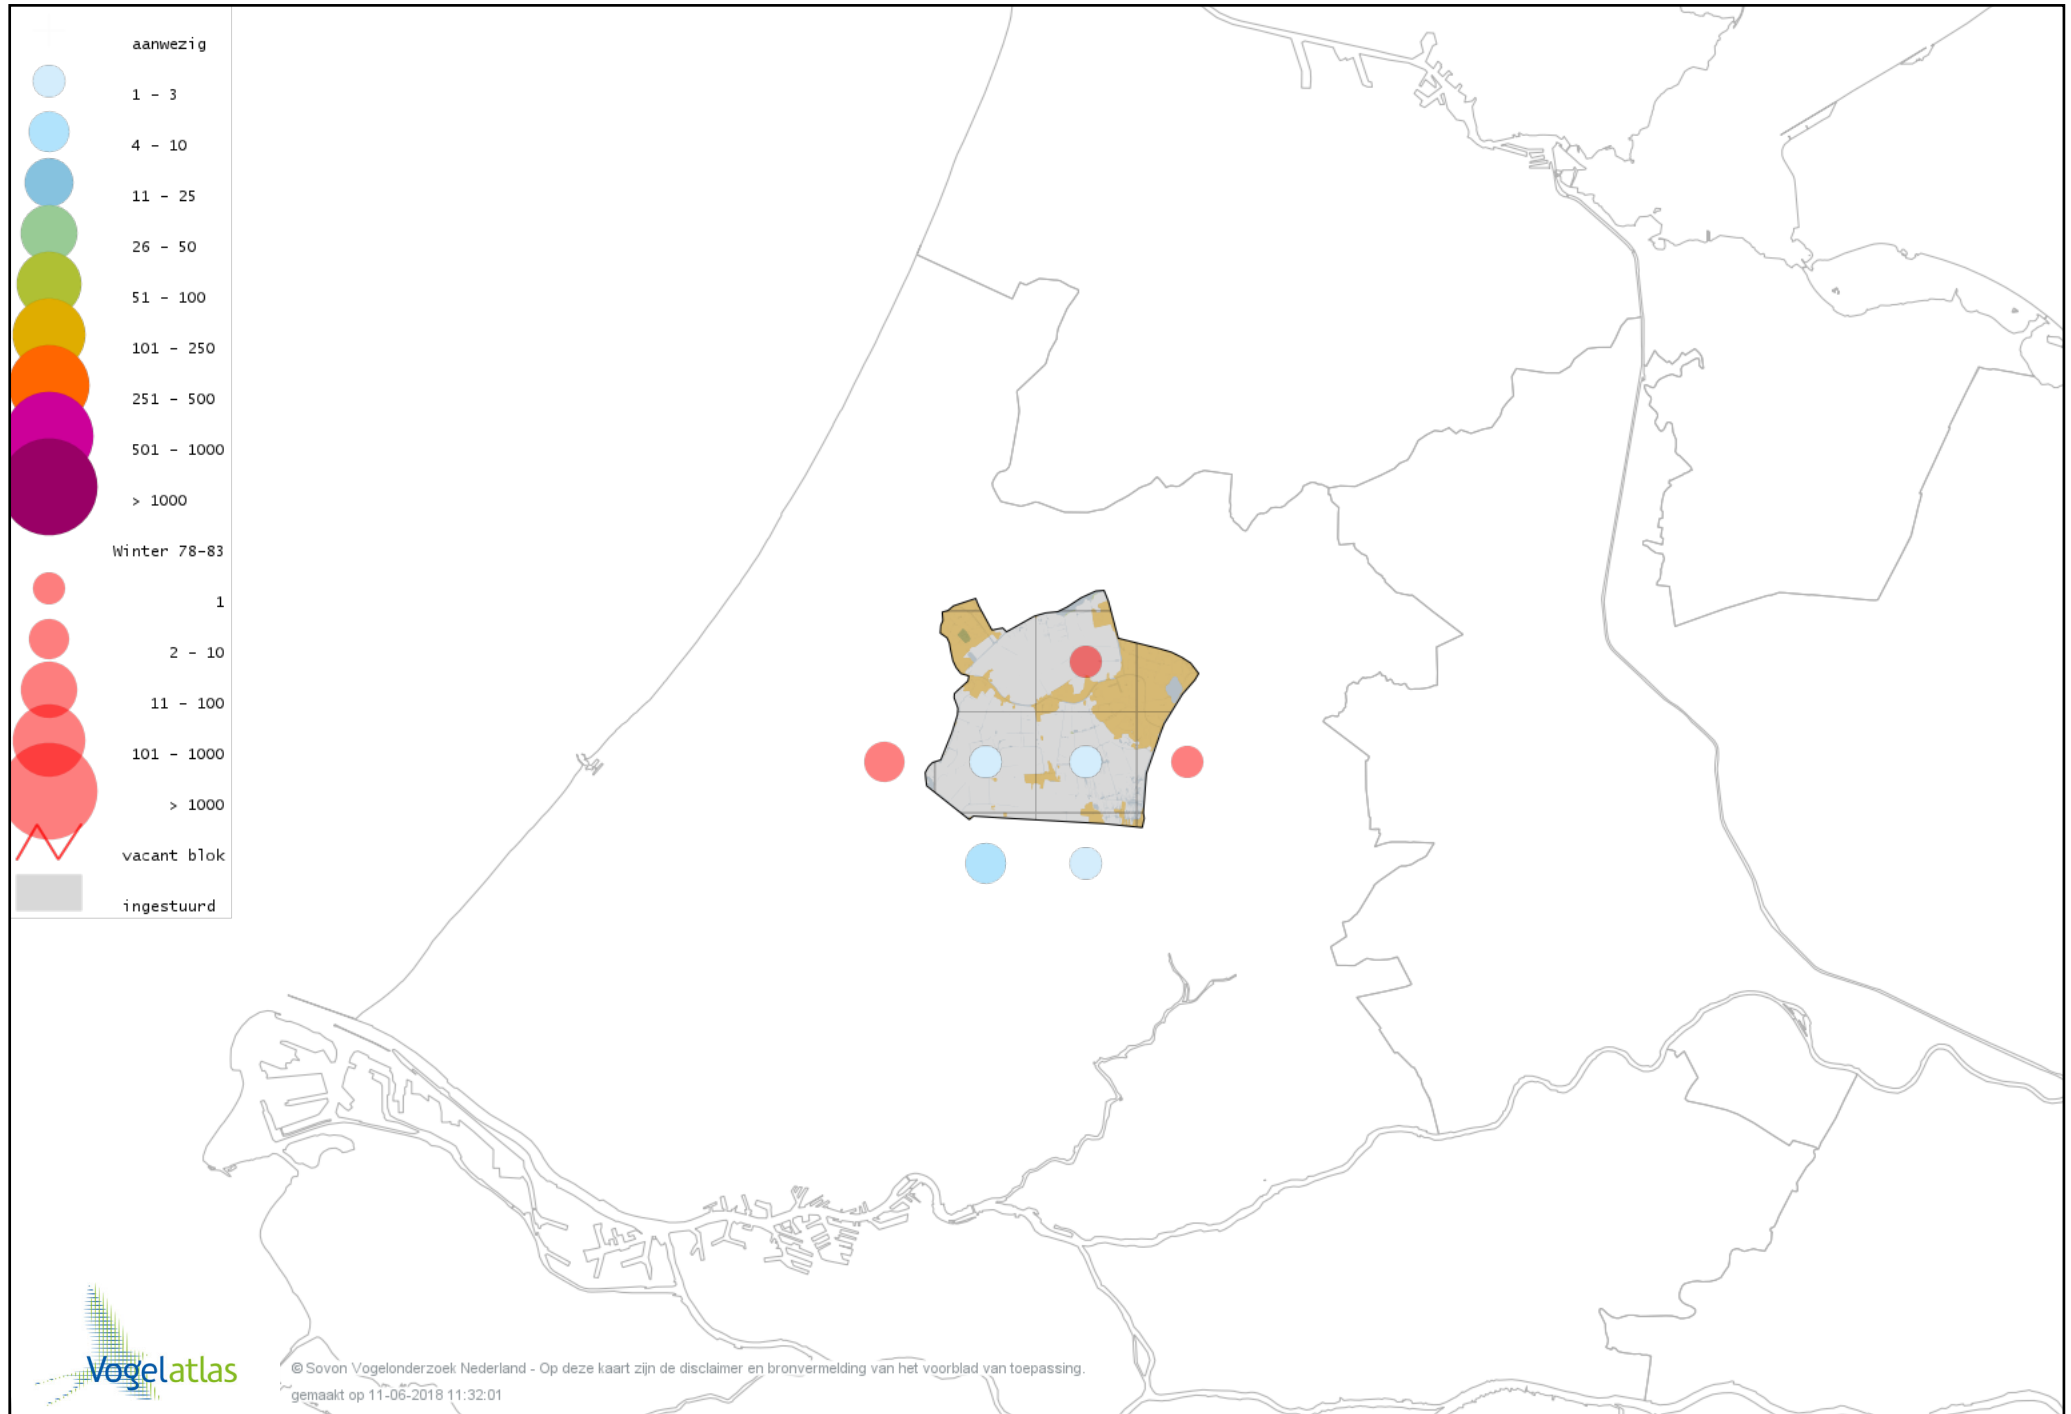 aanwezig
1 - 3
4 - 10
11 - 25
26 - 50
51 - 100
101 - 250
251 - 500
501 - 1000
> 1000
Winter 78-83
1
2 - 10
11 - 100
101 - 1000
> 1000
vacant blok
ingestuurd
Vogelatlas
© Sovon Vogelonderzoek Nederland - Op deze kaart zijn de disclaimer en bronvermelding van het voorblad van toepassing.
gemaakt op 11-06-2018 11:32:01